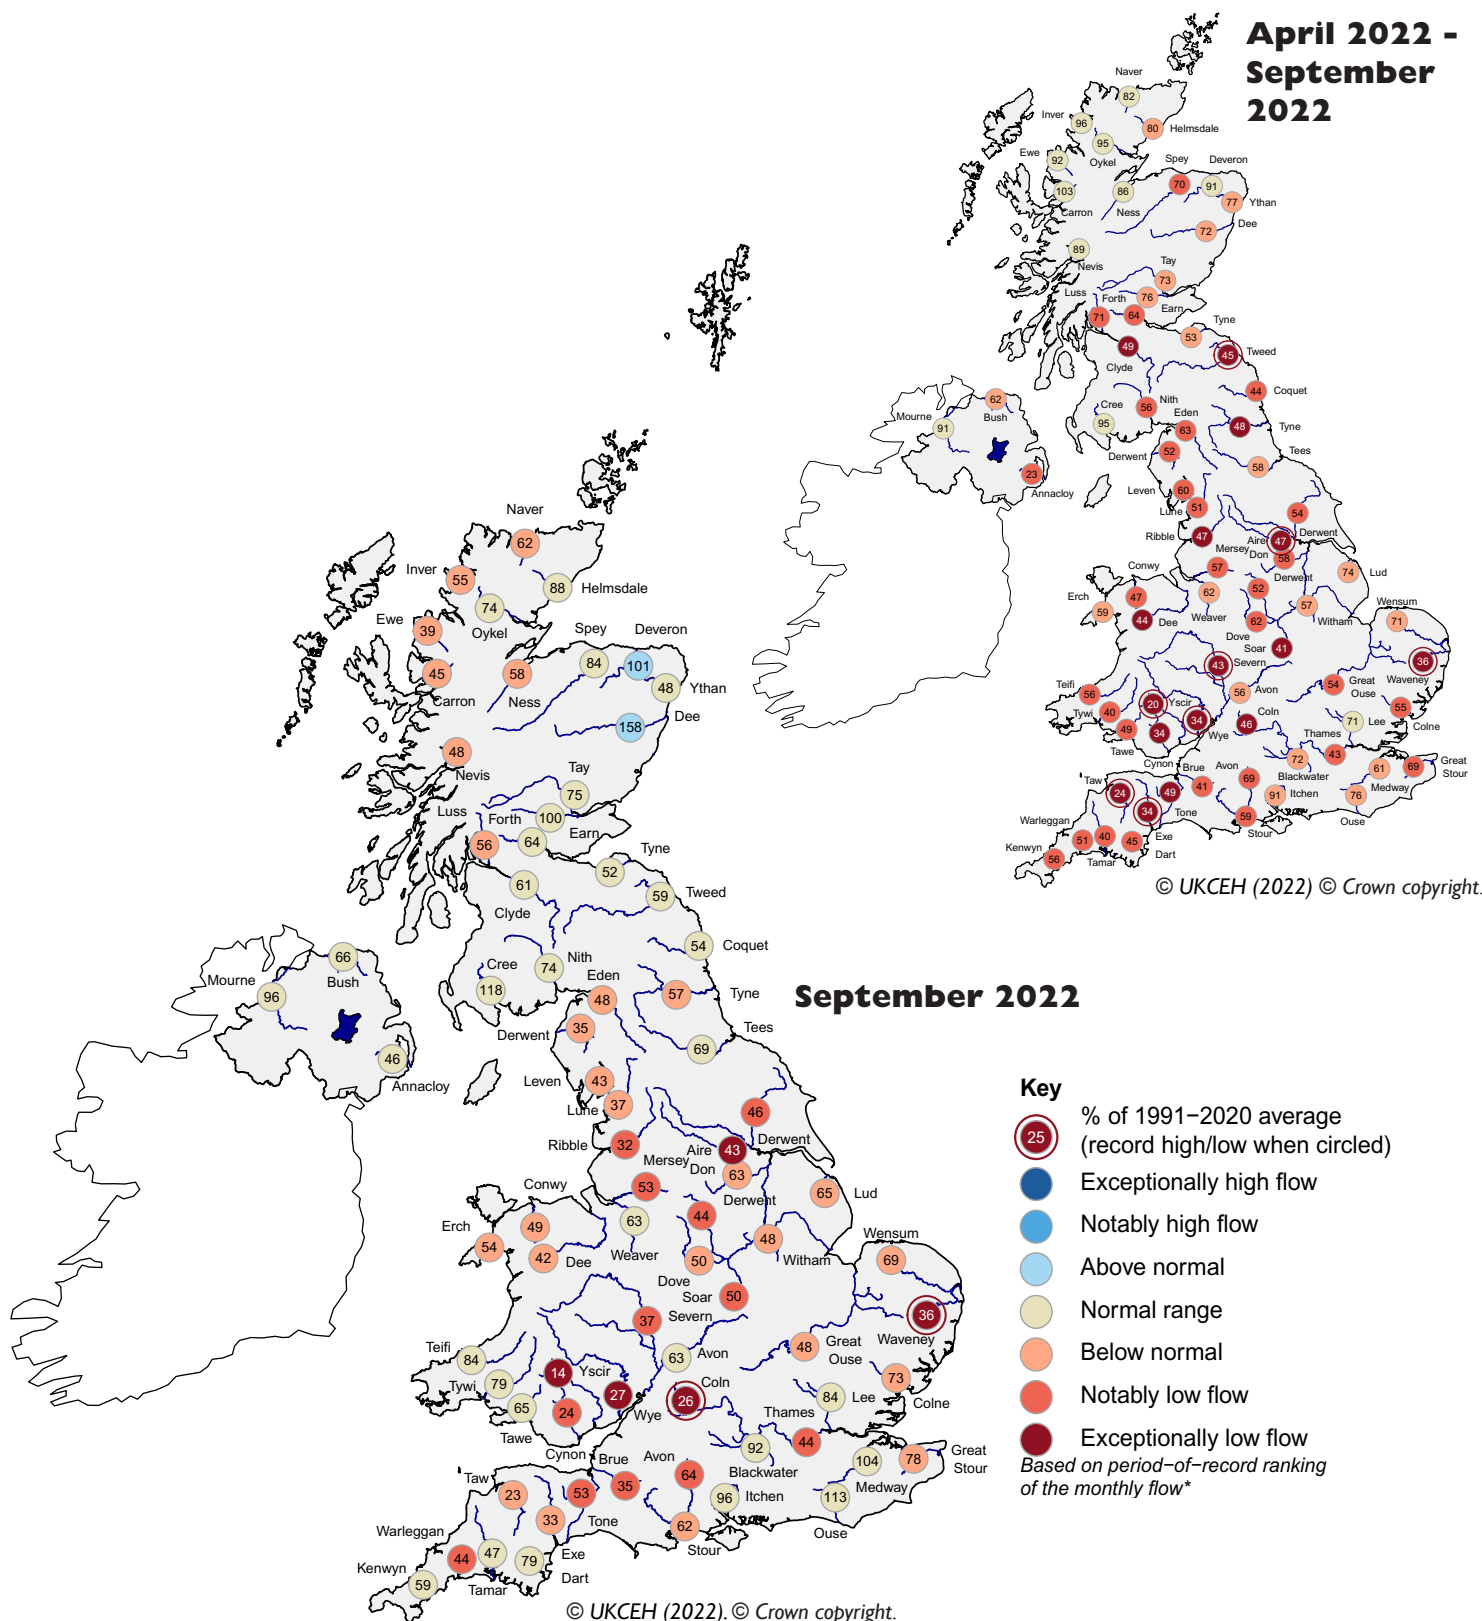 April 2022 -
September
2022
Naver
82
Inver
96
80
Helmsdale
95
Oykel
Ewe
92
Spey
Deveron
103
Carron
86
Ness
70
91
77
Ythan
72
Dee
89
Nevis
Tay
73
Luss
Forth
76
Earn
71
64
Tyne
53
49
Clyde
45
Tweed
44
Coquet
Cree
Nith
56
95
Eden
63
48
Tyne
Mourne
91
62
Bush
23
Annacloy
Derwent
52
Tees
58
Leven
60
Lune
51
54
Derwent
Ribble
47
Aire
47
Mersey
Don
58
57
Conwy
47
Derwent
52
74
Lud
Erch
59
44
Dee
62
Weaver
57
Witham
Wensum
71
62
Dove
Soar
41
43
Severn
36
Waveney
Teifi
56
54
Great
Ouse
56
Avon
20
Yscir
Tywi
40
34
Wye
Coln
46
55
Colne
71
Lee
49
Tawe
34
Cynon
Thames
43
72
Blackwater
61
Medway
69
Great
Stour
Taw
24
Brue
49
41
Avon
69
91
Itchen
76
Ouse
34
Tone
59
Stour
Warleggan
51
40
45
Exe
Dart
Kenwyn
56
Tamar
© UKCEH (2022) © Crown copyright.
Naver
62
Inver
55
88
Helmsdale
74
Oykel
Ewe
39
Spey
Deveron
45
Carron
58
Ness
84
101
48
Ythan
Dee
158
48
Nevis
Tay
75
Luss
Forth
100
Earn
56
64
Tyne
52
61
Clyde
59
Tweed
54
Coquet
Cree
Nith
118
74
Eden
48
57
Tyne
Mourne
96
66
Bush
46
Annacloy
September 2022
Derwent
35
Tees
69
Leven
43
Lune
37
46
Derwent
Ribble
32
Aire
43
Mersey
Don
63
53
Conwy
49
Derwent
44
65
Lud
Erch
54
42
Dee
63
Weaver
48
Witham
Wensum
69
50
Dove
Soar
50
37
Severn
36
Waveney
Teifi
84
48
Great
Ouse
63
Avon
14
Yscir
Tywi
79
27
Wye
Coln
26
73
Colne
84
Lee
65
Tawe
24
Cynon
Thames
44
92
Blackwater
104
Medway
78
Great
Stour
Taw
23
Brue
53
35
Avon
64
96
Itchen
113
Ouse
33
Tone
62
Stour
Warleggan
44
47
79
Exe
Dart
Kenwyn
59
Tamar
© UKCEH (2022). © Crown copyright.
Key
25
% of 1991−2020 average
(record high/low when circled)
Exceptionally high flow
Notably high flow
Above normal
Normal range
Below normal
Notably low flow
Exceptionally low flow
Based on period−of−record ranking
of the monthly flow*